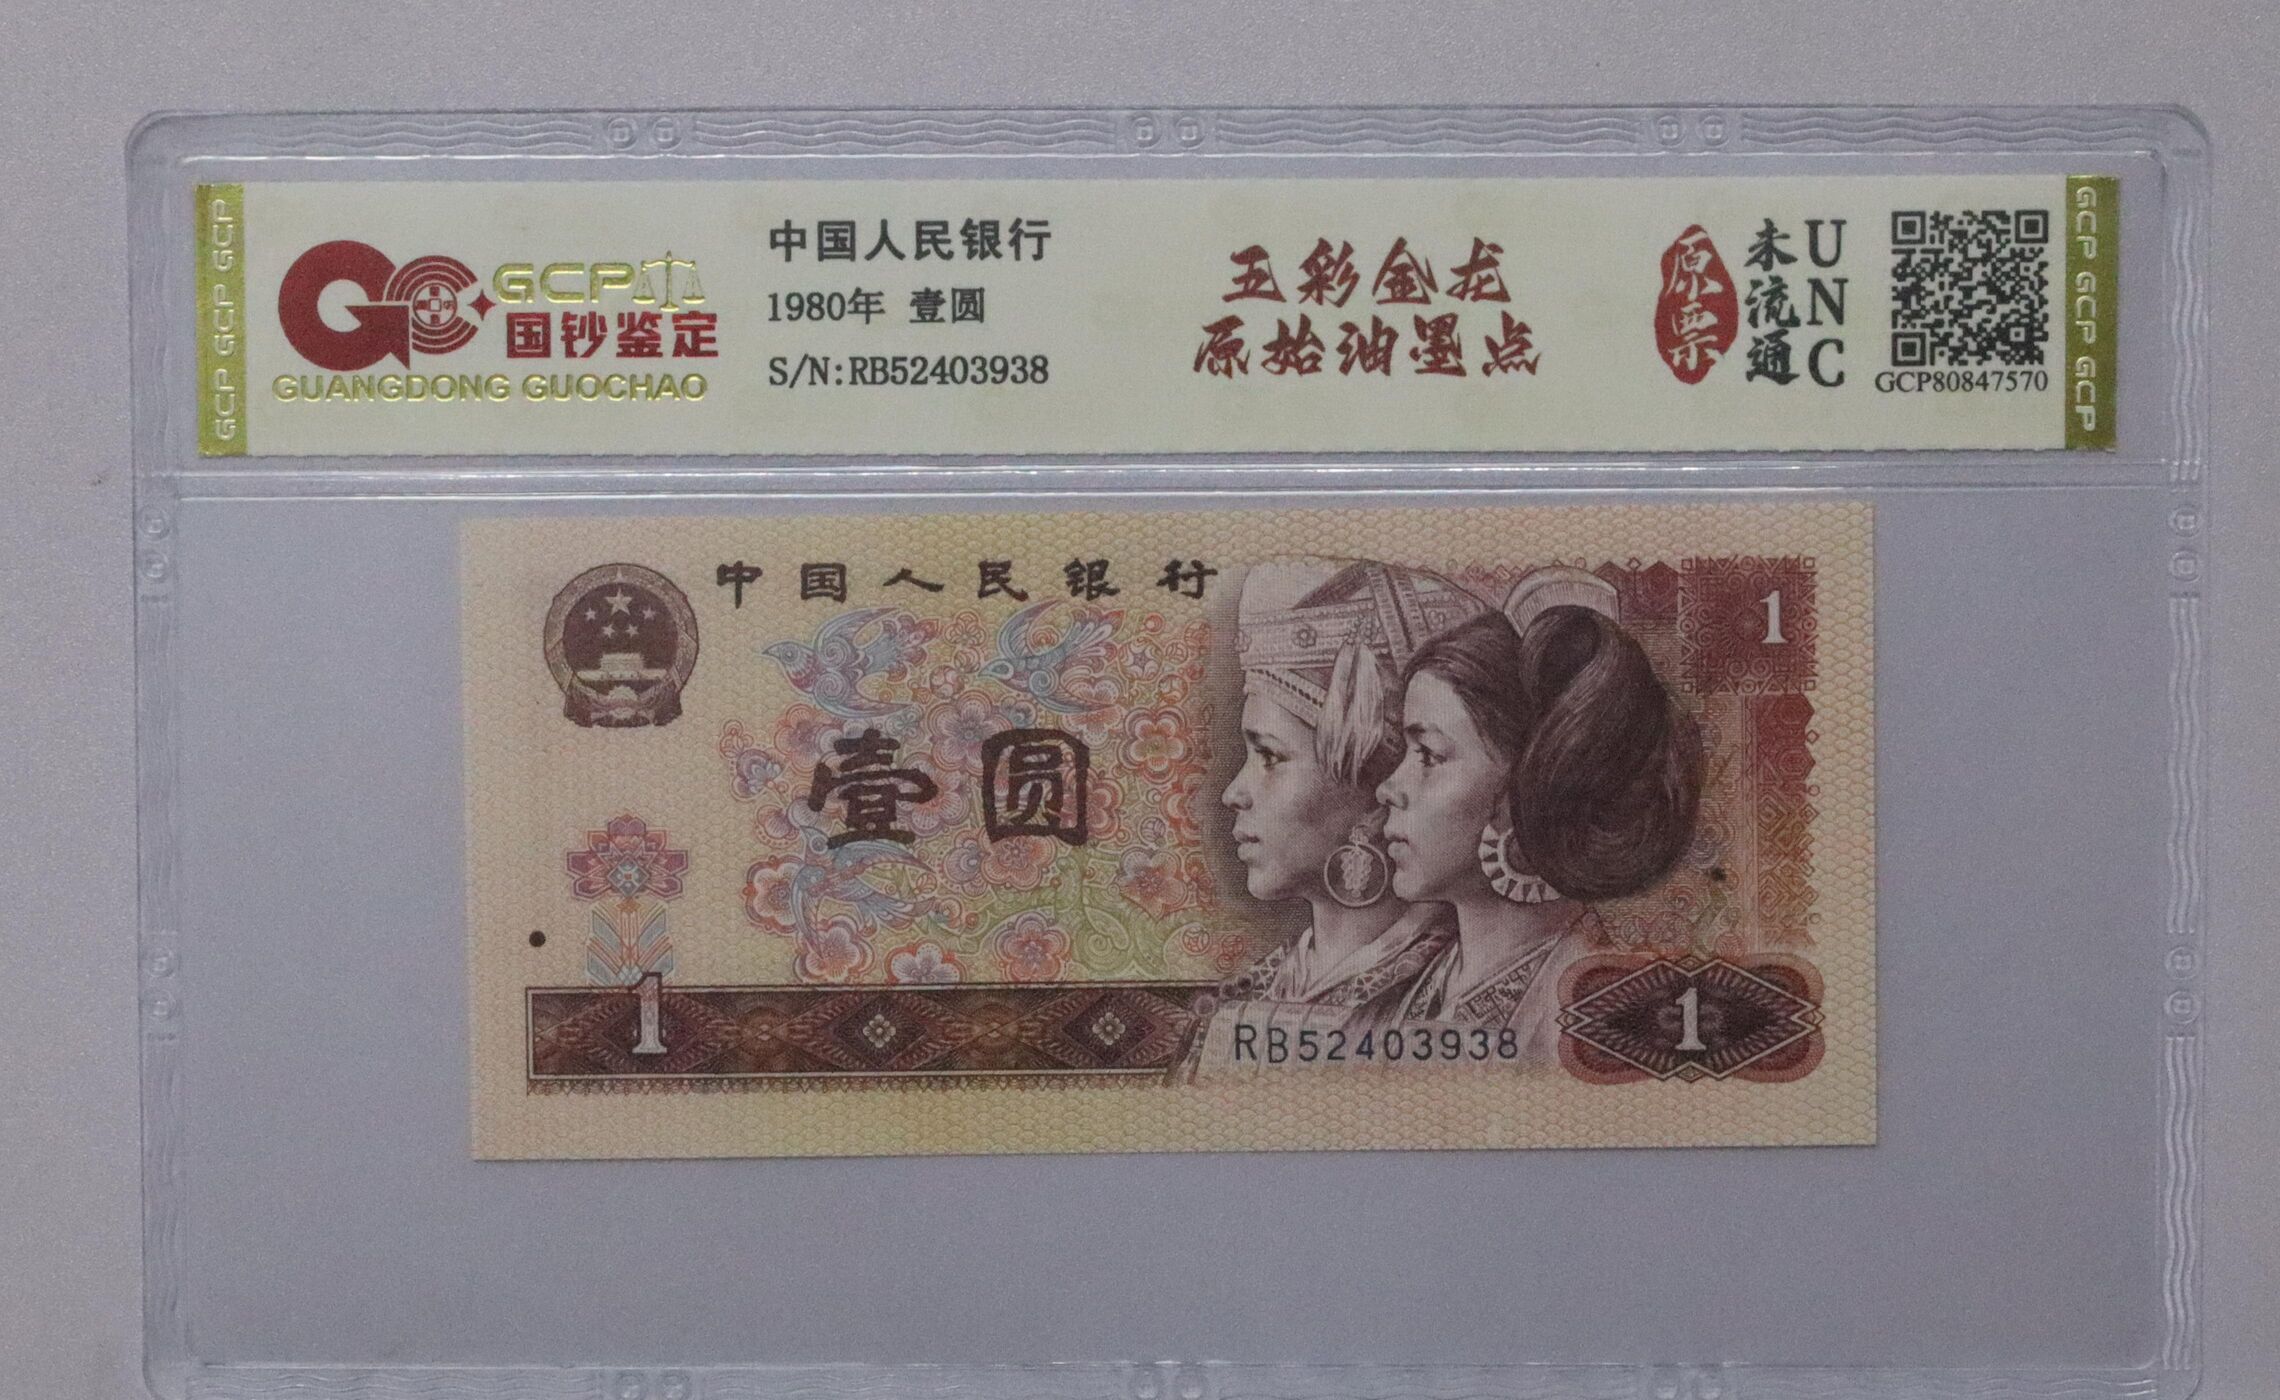 GCP GCP GCP GCP
GCP
国钞鉴定
GUANGDONG GUOCHAO
中国人民银行
1980年 壹圆
S/N:RB52403938
五彩金龙
原始油墨点
原票
未流通
UNC
GCP80847570
GCP GCP GCP GCP
中国人民银行
1
壹圆
1
RB52403938
1